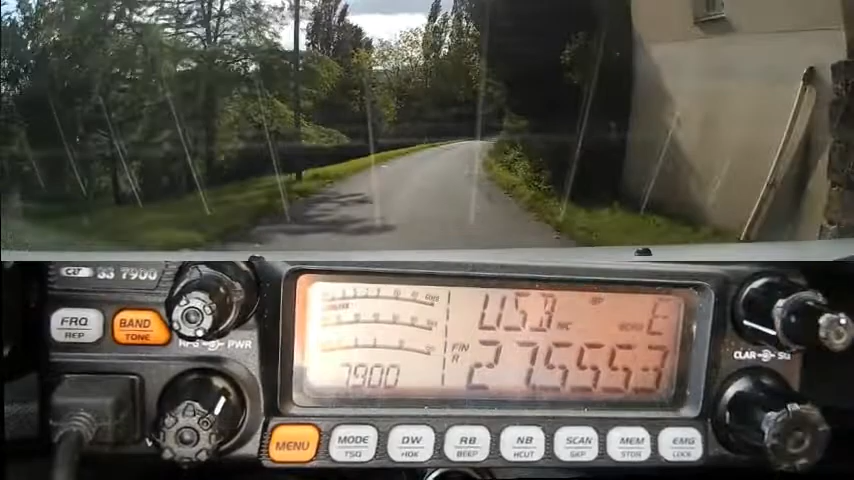 CRT SS 7900
FRQ
REP
BAND
TONE
PWR
USB
E
FIN
R
7900
27.5553
CLAR
SQ
MENU
MODE
TSQ
DW
HOK
RB
BEEP
NB
HCUT
SCAN
SKP
MEM
STOR
EMG
LOCK